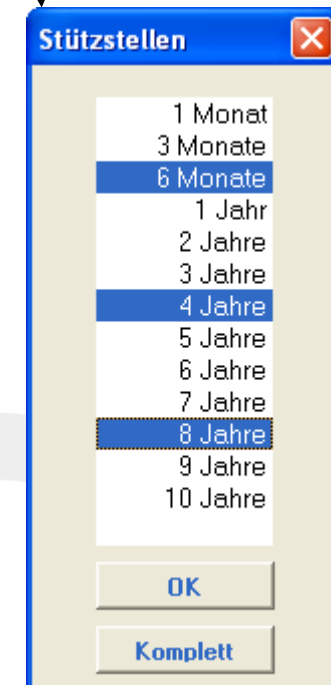 Stützstellen
1 Monat
3 Monate
6 Monate
1 Jahr
2 Jahre
3 Jahre
4 Jahre
5 Jahre
6 Jahre
7 Jahre
8 Jahre
9 Jahre
10 Jahre
OK
Komplett